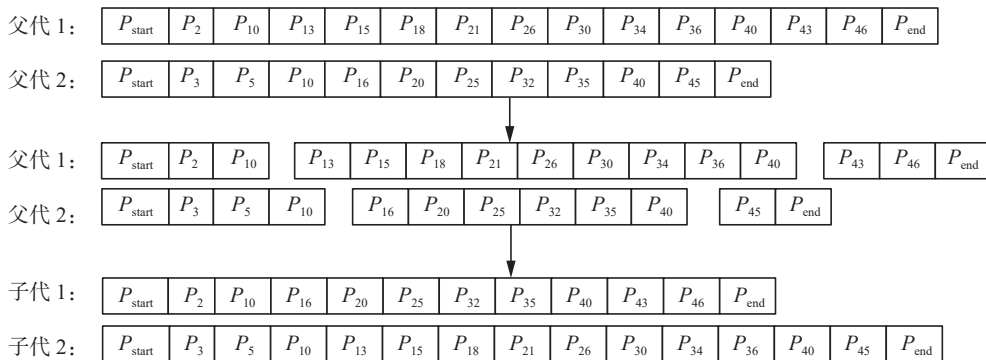 父代 1： P_start P_2 P_10 P_13 P_15 P_18 P_21 P_26 P_30 P_34 P_36 P_40 P_43 P_46 P_end
父代 2： P_start P_3 P_5 P_10 P_16 P_20 P_25 P_32 P_35 P_40 P_45 P_end
父代 1： P_start P_2 P_10 P_13 P_15 P_18 P_21 P_26 P_30 P_34 P_36 P_40 P_43 P_46 P_end
父代 2： P_start P_3 P_5 P_10 P_16 P_20 P_25 P_32 P_35 P_40 P_45 P_end
子代 1： P_start P_2 P_10 P_16 P_20 P_25 P_32 P_35 P_40 P_43 P_46 P_end
子代 2： P_start P_3 P_5 P_10 P_13 P_15 P_18 P_21 P_26 P_30 P_34 P_36 P_40 P_45 P_end